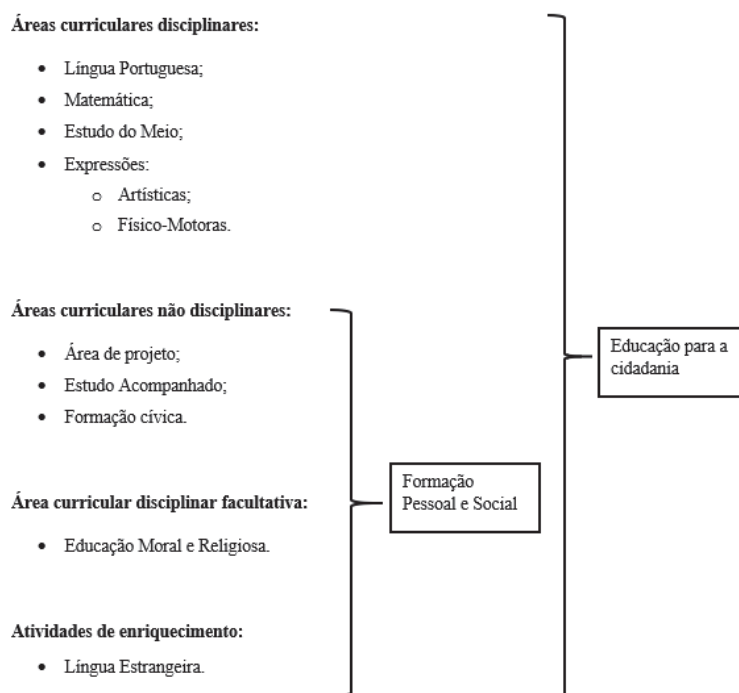 Áreas curriculares disciplinares:
• Língua Portuguesa;
• Matemática;
• Estudo do Meio;
• Expressões:
o Artísticas;
o Físico-Motoras.
Áreas curriculares não disciplinares:
• Área de projeto;
• Estudo Acompanhado;
• Formação cívica.
Educação para a
cidadania
Área curricular disciplinar facultativa:
• Educação Moral e Religiosa.
Formação
Pessoal e Social
Atividades de enriquecimento:
• Língua Estrangeira.